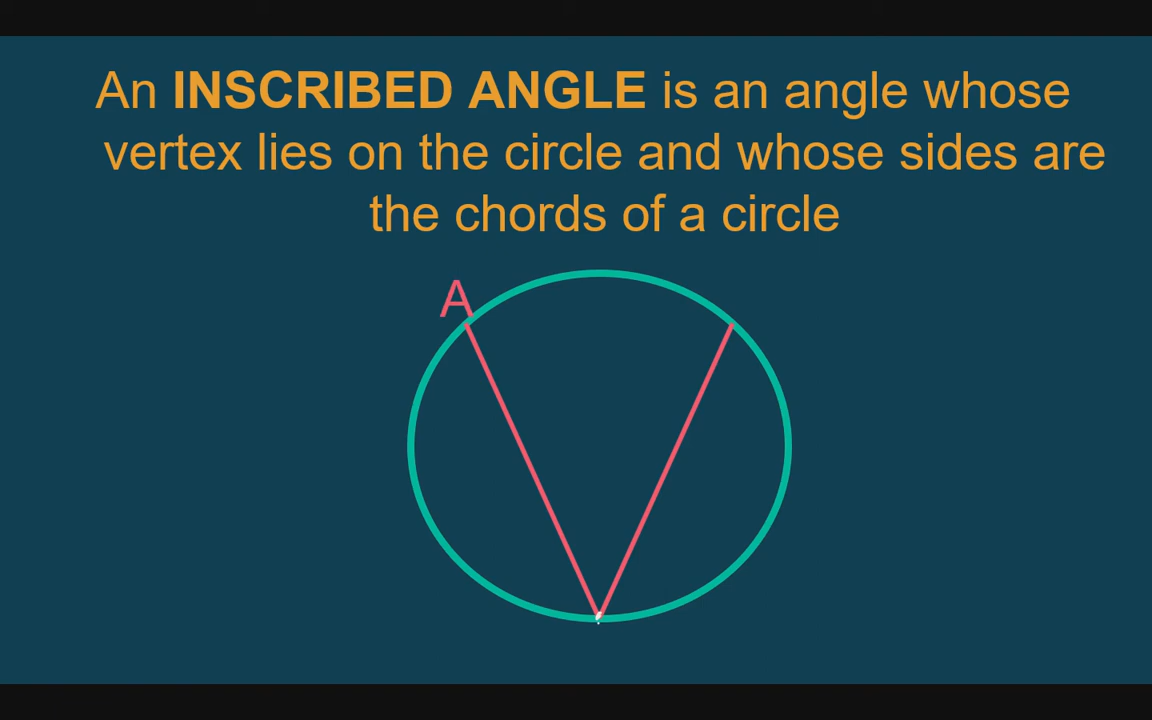 An INSCRIBED ANGLE is an angle whose
vertex lies on the circle and whose sides are
the chords of a circle
A